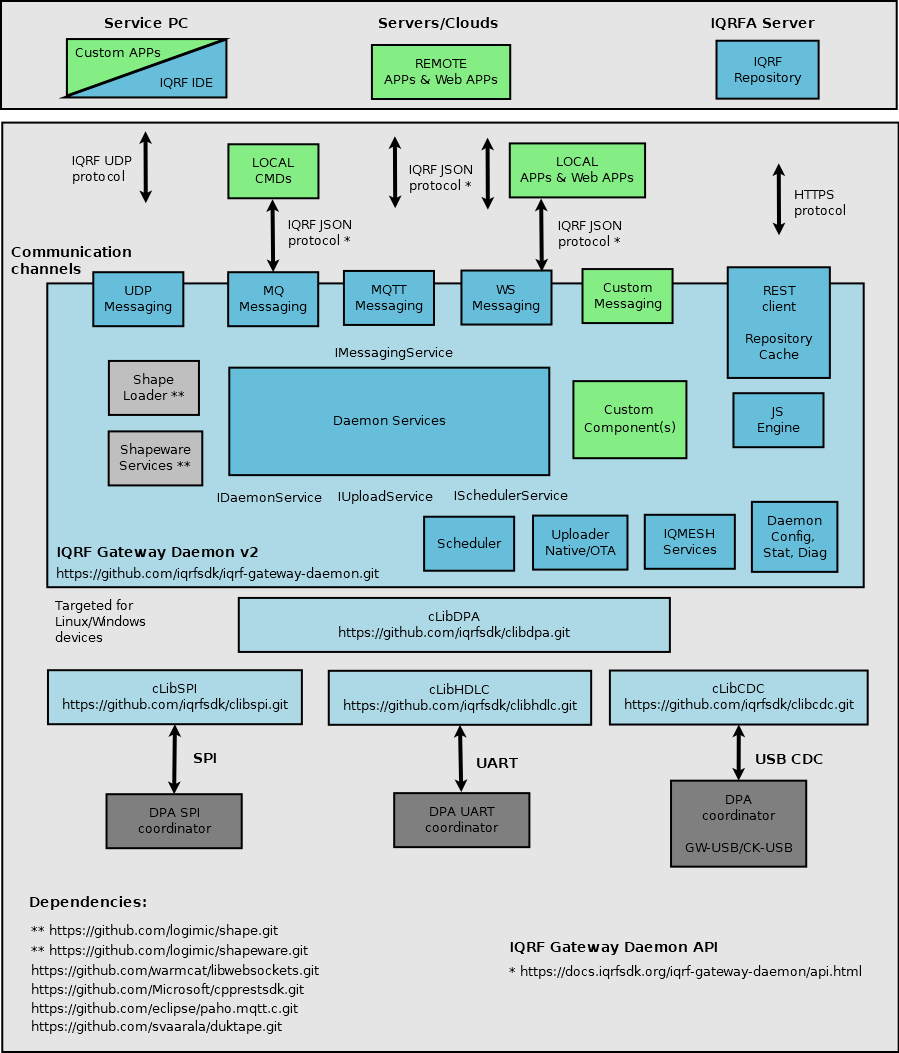 Service PC
Servers/Clouds
IQRFA Server
Custom APPs
IQRF IDE
REMOTE
APPs & Web APPs
IQRF
Repository
IQRF UDP
protocol
LOCAL
CMDs
IQRF JSON
protocol *
LOCAL
APPs & Web APPs
HTTPS
protocol
IQRF JSON
protocol *
IQRF JSON
protocol *
Communication
channels
UDP
Messaging
MQ
Messaging
MQTT
Messaging
WS
Messaging
Custom
Messaging
REST
client
Repository
Cache
IMessagingService
Shape
Loader **
Daemon Services
Custom
Component(s)
JS
Engine
Shapeware
Services **
IDaemonService
IUploadService
ISchedulerService
Scheduler
Uploader
Native/OTA
IQMESH
Services
Daemon
Config,
Stat, Diag
IQRF Gateway Daemon v2
https://github.com/iqrfsdk/iqrf-gateway-daemon.git
Targeted for
Linux/Windows
devices
cLibDPA
https://github.com/iqrfsdk/clibdpa.git
cLibSPI
https://github.com/iqrfsdk/clibspi.git
cLibHDLC
https://github.com/iqrfsdk/clibhdlc.git
cLibCDC
https://github.com/iqrfsdk/clibcdc.git
SPI
UART
USB CDC
DPA SPI
coordinator
DPA UART
coordinator
DPA
coordinator
GW-USB/CK-USB
Dependencies:
** https://github.com/logimic/shape.git
** https://github.com/logimic/shapeware.git
https://github.com/warmcat/libwebsockets.git
https://github.com/Microsoft/cpprestsdk.git
https://github.com/eclipse/paho.mqtt.c.git
https://github.com/svaarala/duktape.git
IQRF Gateway Daemon API
* https://docs.iqrfsdk.org/iqrf-gateway-daemon/api.html